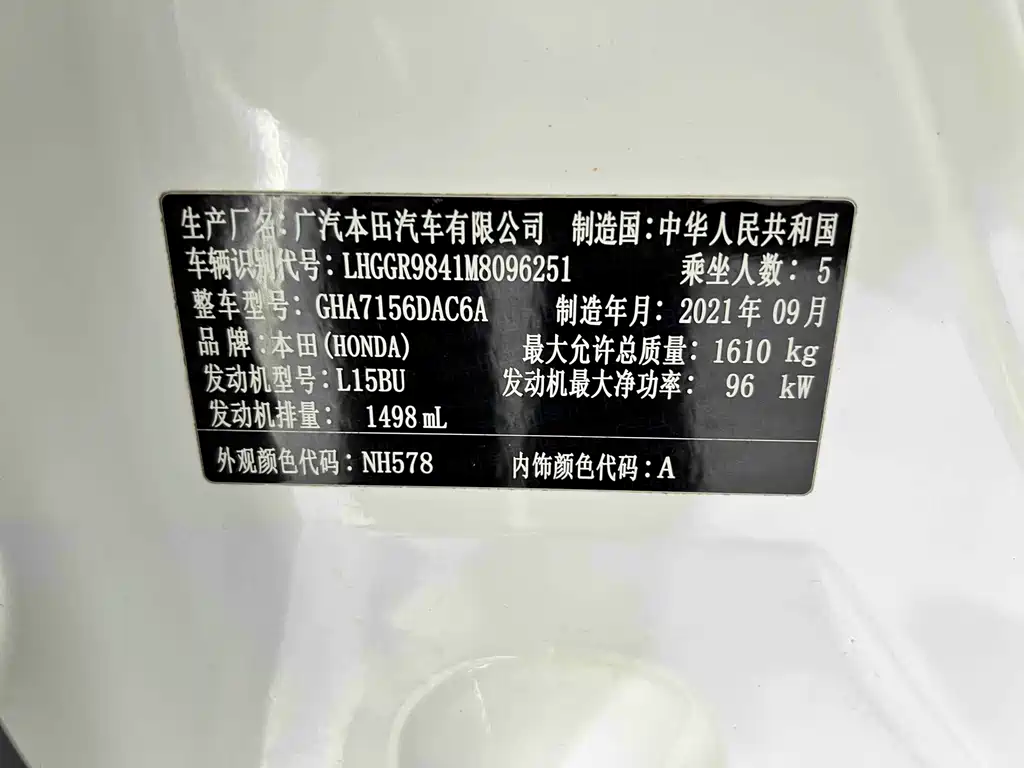 生产厂名:广汽本田汽车有限公司 制造国:中华人民共和国
车辆识别代号: LHGGR9841M8096251 乘坐人数: 5
整车型号: GHA7156DAC6A 制造年月: 2021年 09月
品牌:本田(HONDA) 最大允许总质量: 1610 kg
发动机型号:L15BU 发动机最大净功率: 96 kW
发动机排量: 1498 mL
外观颜色代码:NH578 内饰颜色代码:A